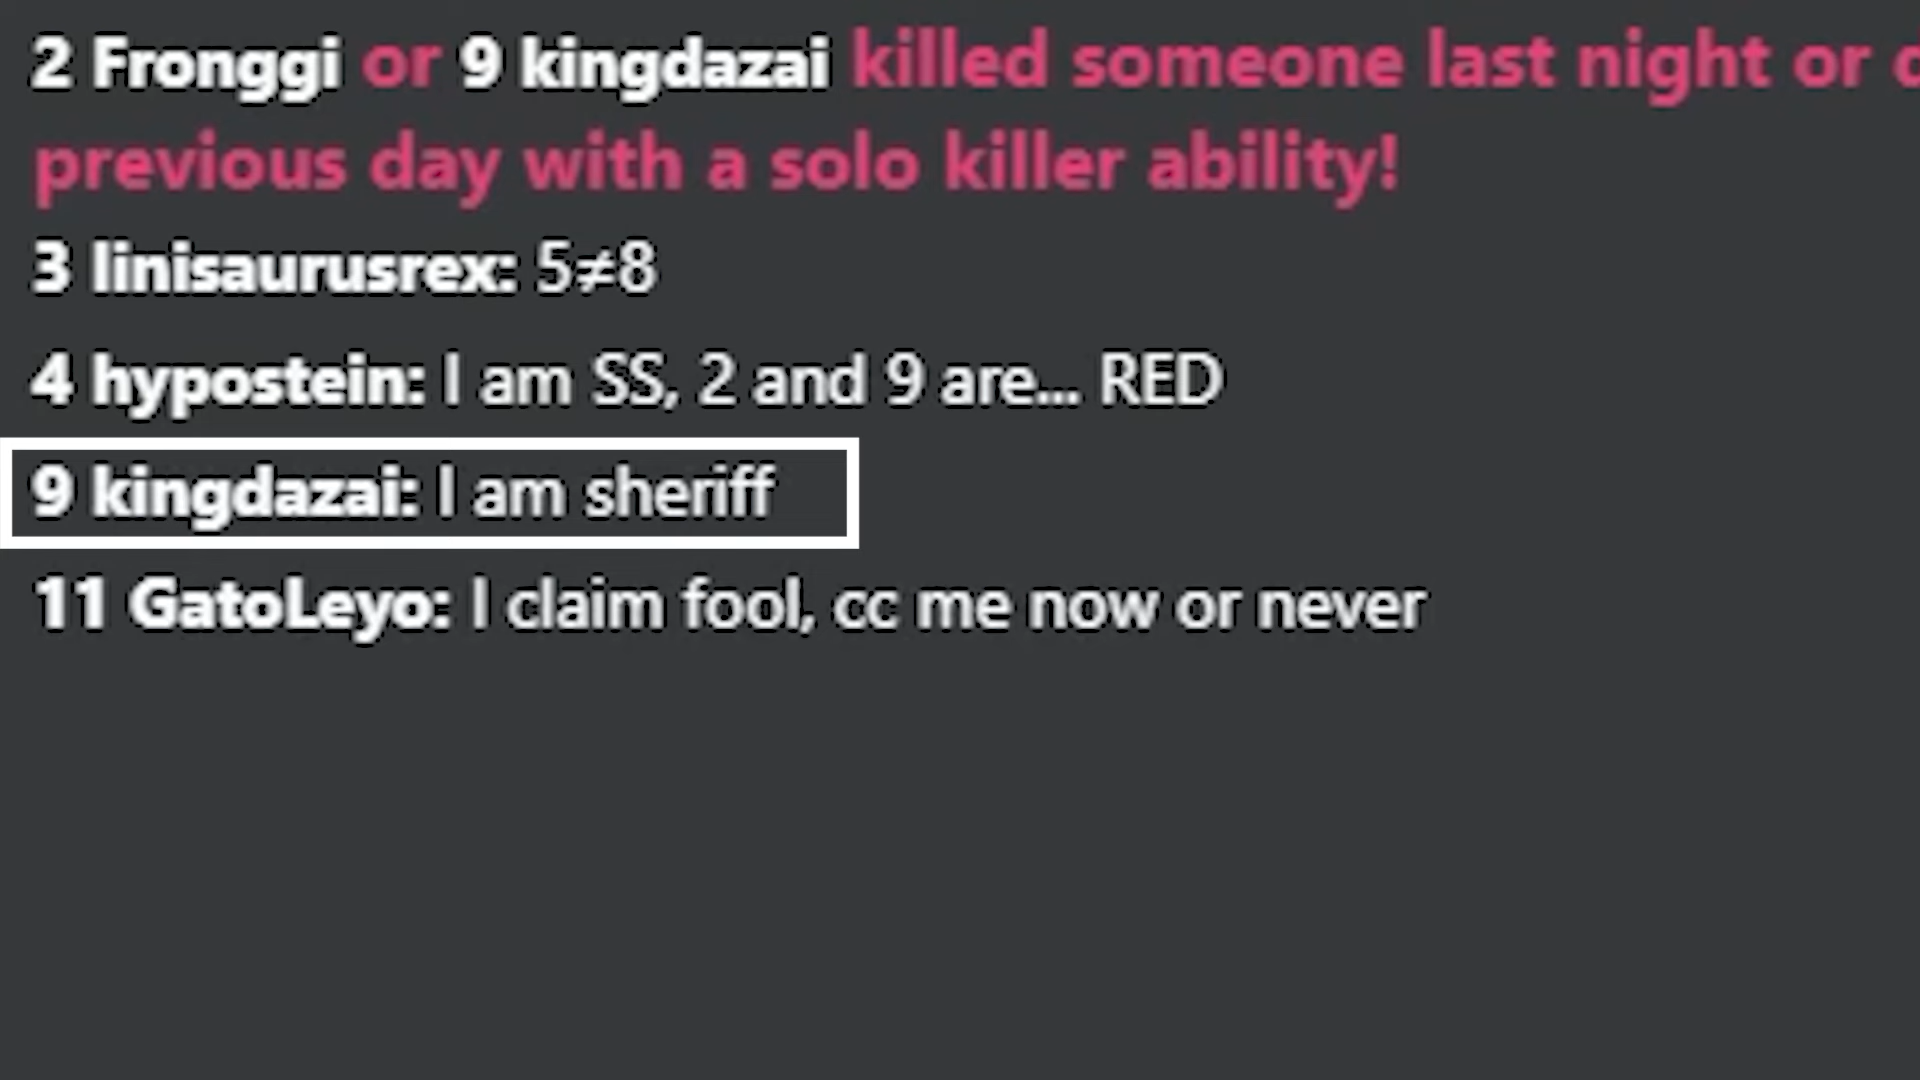 2 Fronggi or 9 kingdazai killed someone last night or
previous day with a solo killer ability!
3 linisaurusrex: 5≠8
4 hypostein: I am SS, 2 and 9 are... RED
9 kingdazai: I am sheriff
11 GatoLeyo: I claim fool, cc me now or never